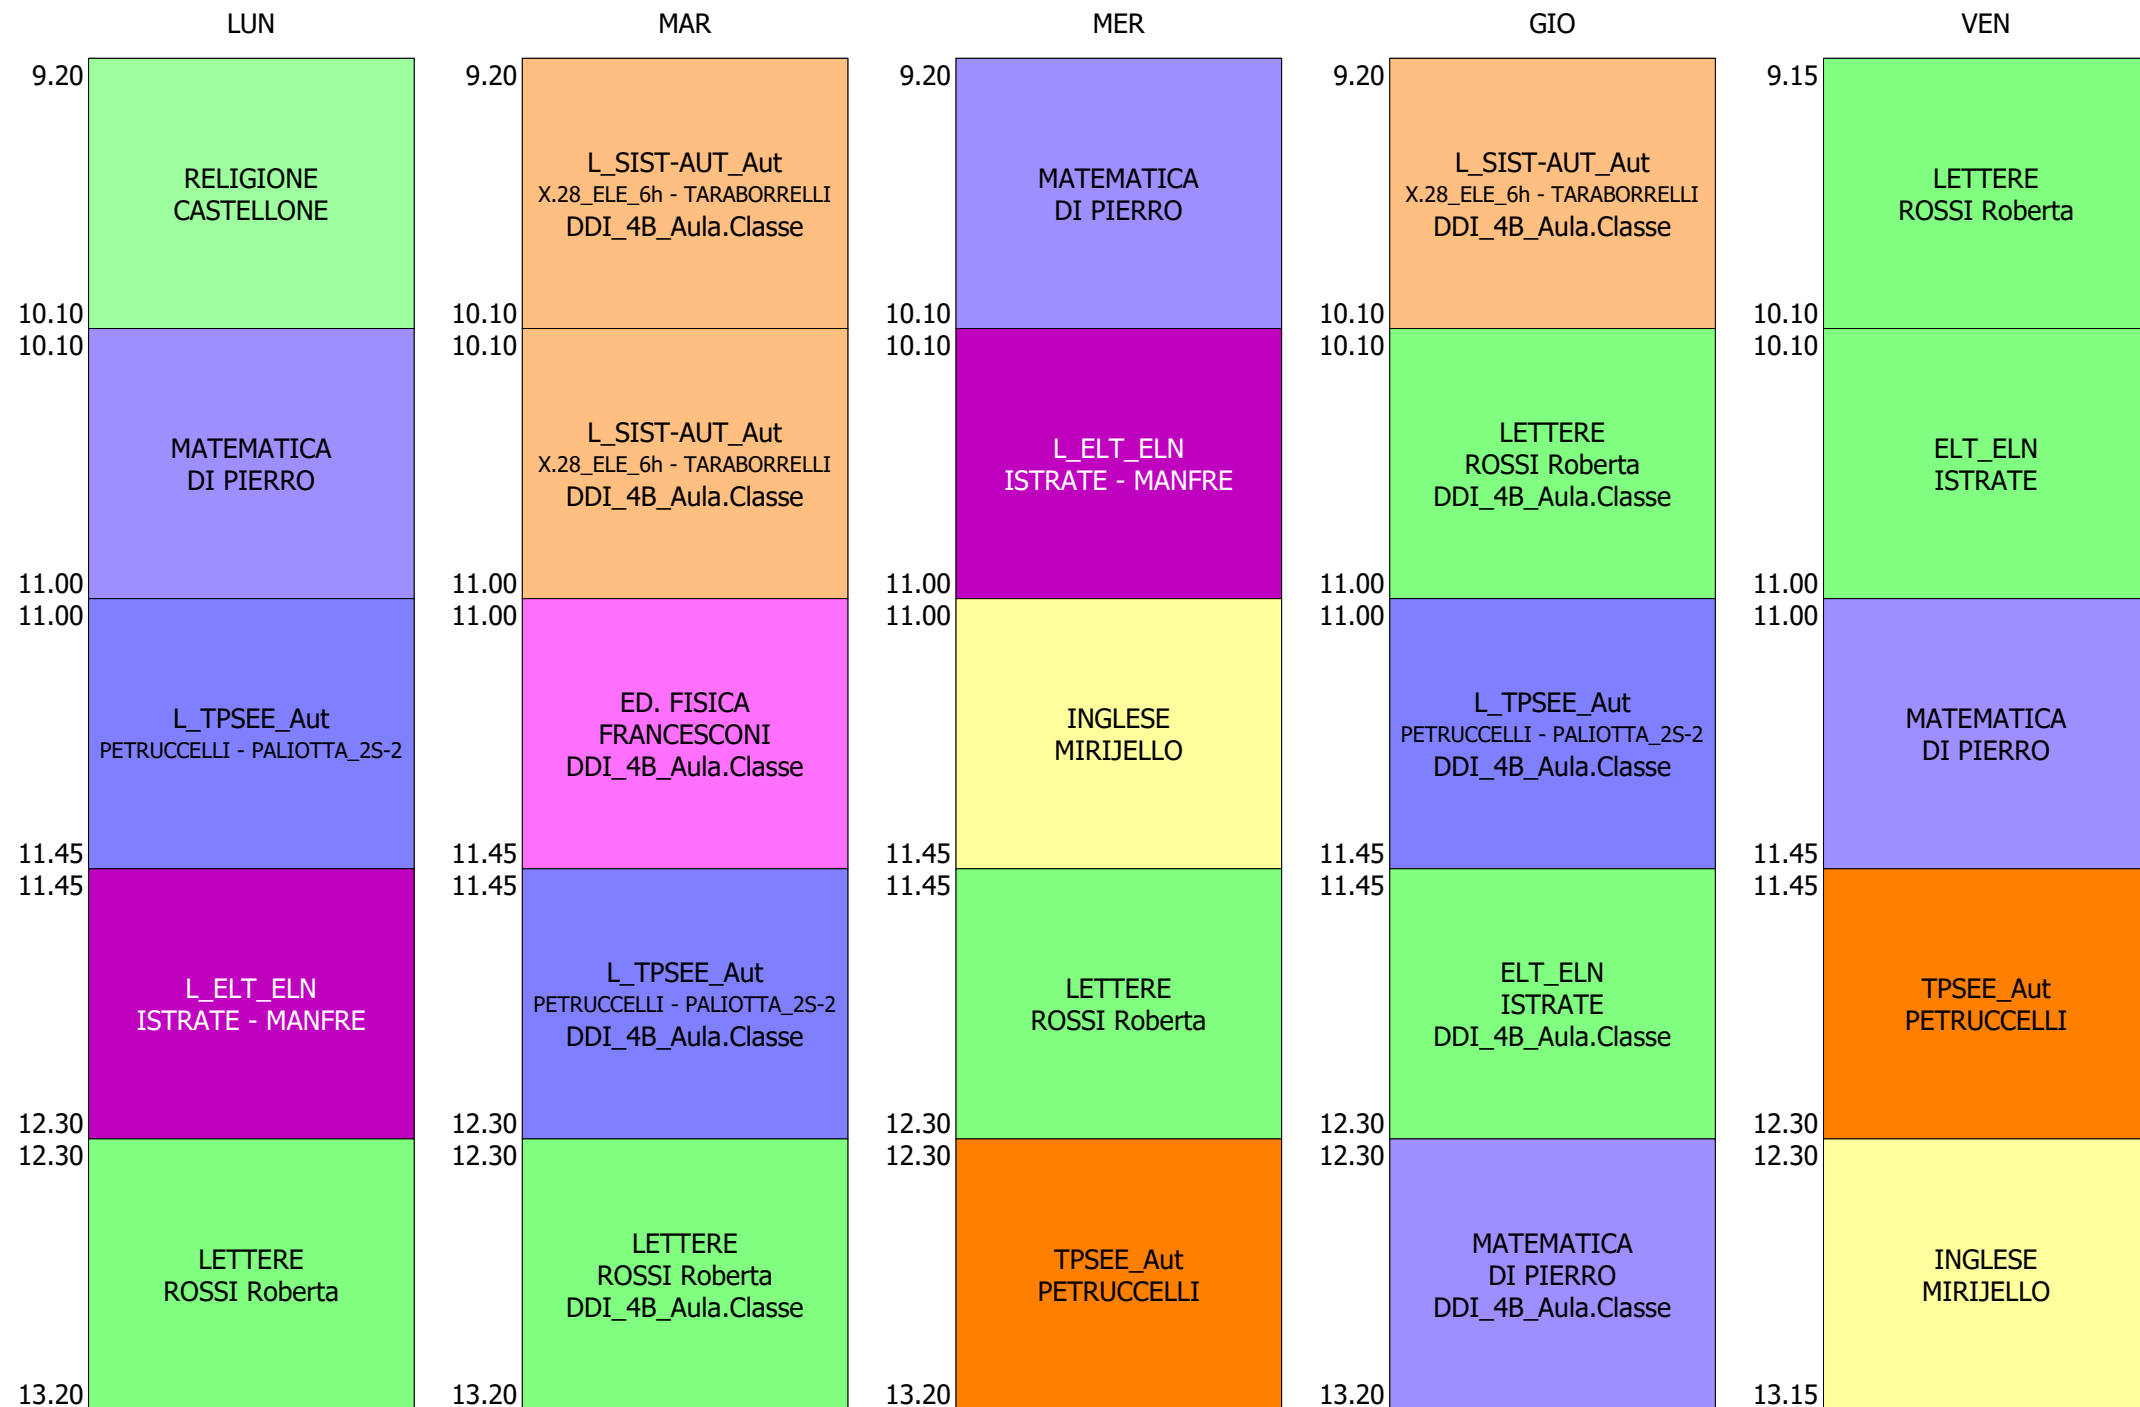 LUN
MAR
MER
GIO
VEN
9.20
RELIGIONE
CASTELLONE
10.10
10.10
MATEMATICA
DI PIERRO
11.00
11.00
L_TPSEE_Aut
PETRUCCELLI - PALIOTTA_2S-2
11.45
11.45
L_ELT_ELN
ISTRATE - MANFRE
12.30
12.30
LETTERE
ROSSI Roberta
13.20
9.20
L_SIST-AUT_Aut
X.28_ELE_6h - TARABORRELLI
DDI_4B_Aula.Classe
10.10
10.10
L_SIST-AUT_Aut
X.28_ELE_6h - TARABORRELLI
DDI_4B_Aula.Classe
11.00
11.00
ED. FISICA
FRANCESCONI
DDI_4B_Aula.Classe
11.45
11.45
L_TPSEE_Aut
PETRUCCELLI - PALIOTTA_2S-2
DDI_4B_Aula.Classe
12.30
12.30
LETTERE
ROSSI Roberta
DDI_4B_Aula.Classe
13.20
9.20
MATEMATICA
DI PIERRO
10.10
10.10
L_ELT_ELN
ISTRATE - MANFRE
11.00
11.00
INGLESE
MIRIJELLO
11.45
11.45
LETTERE
ROSSI Roberta
12.30
12.30
TPSEE_Aut
PETRUCCELLI
13.20
9.20
L_SIST-AUT_Aut
X.28_ELE_6h - TARABORRELLI
DDI_4B_Aula.Classe
10.10
10.10
LETTERE
ROSSI Roberta
DDI_4B_Aula.Classe
11.00
11.00
L_TPSEE_Aut
PETRUCCELLI - PALIOTTA_2S-2
DDI_4B_Aula.Classe
11.45
11.45
ELT_ELN
ISTRATE
DDI_4B_Aula.Classe
12.30
12.30
MATEMATICA
DI PIERRO
DDI_4B_Aula.Classe
13.20
9.15
LETTERE
ROSSI Roberta
10.10
10.10
ELT_ELN
ISTRATE
11.00
11.00
MATEMATICA
DI PIERRO
11.45
11.45
TPSEE_Aut
PETRUCCELLI
12.30
12.30
INGLESE
MIRIJELLO
13.15